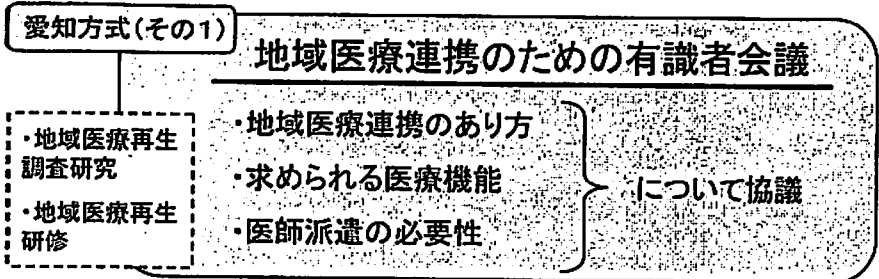 愛知方式(その1)
地域医療連携のための有識者会議
・地域医療再生
調査研究
・地域医療再生
研修
・地域医療連携のあり方
・求められる医療機能
・医師派遣の必要性
について協議